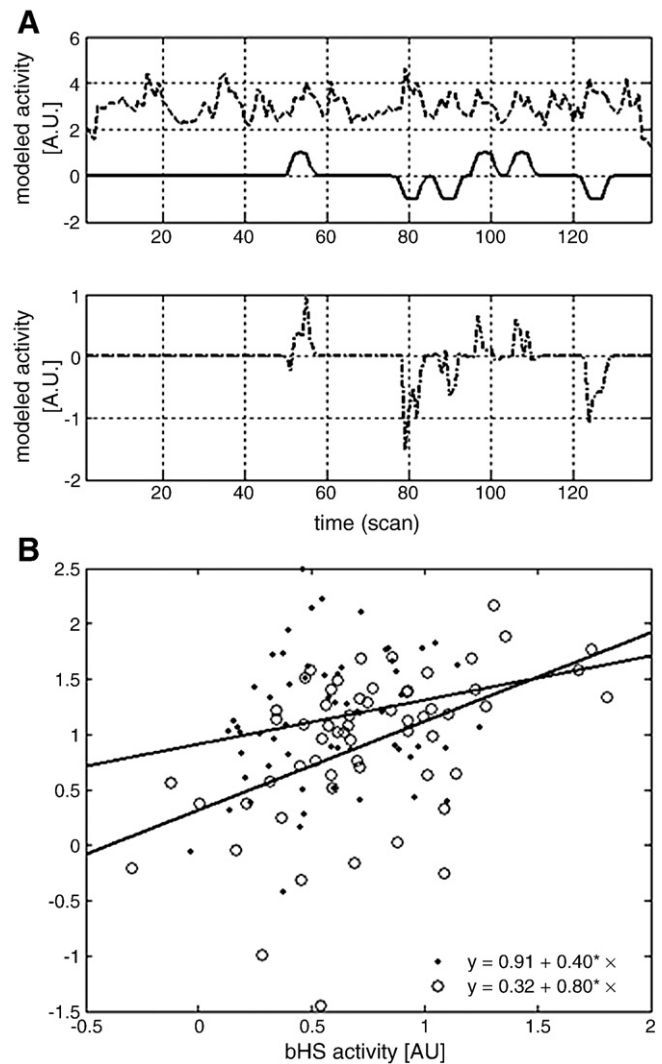 A
modeled activity
[A.U.]
6
4
2
0
-2
20 40 60 80 100 120
modeled activity
[A.U.]
1
0
-1
-2
20 40 60 80 100 120
time (scan)
B
2.5
2
1.5
1
0.5
0
-0.5
-1
-1.5
y = 0.91 + 0.40* ×
y = 0.32 + 0.80* ×
-0.5 0 0.5 1 1.5 2
bHS activity [AU]